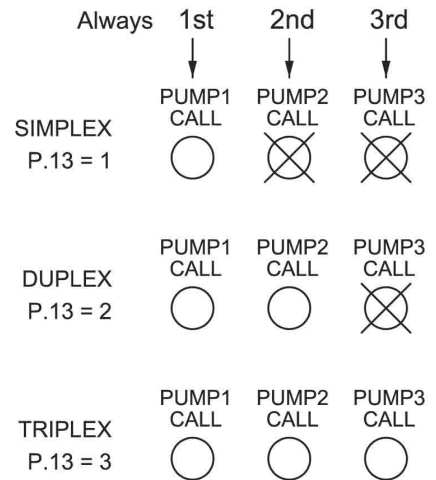 Always 1st 2nd 3rd
PUMP1 PUMP2 PUMP3
CALL CALL CALL
SIMPLEX
P.13 = 1
PUMP1 PUMP2 PUMP3
CALL CALL CALL
DUPLEX
P.13 = 2
PUMP1 PUMP2 PUMP3
CALL CALL CALL
TRIPLEX
P.13 = 3